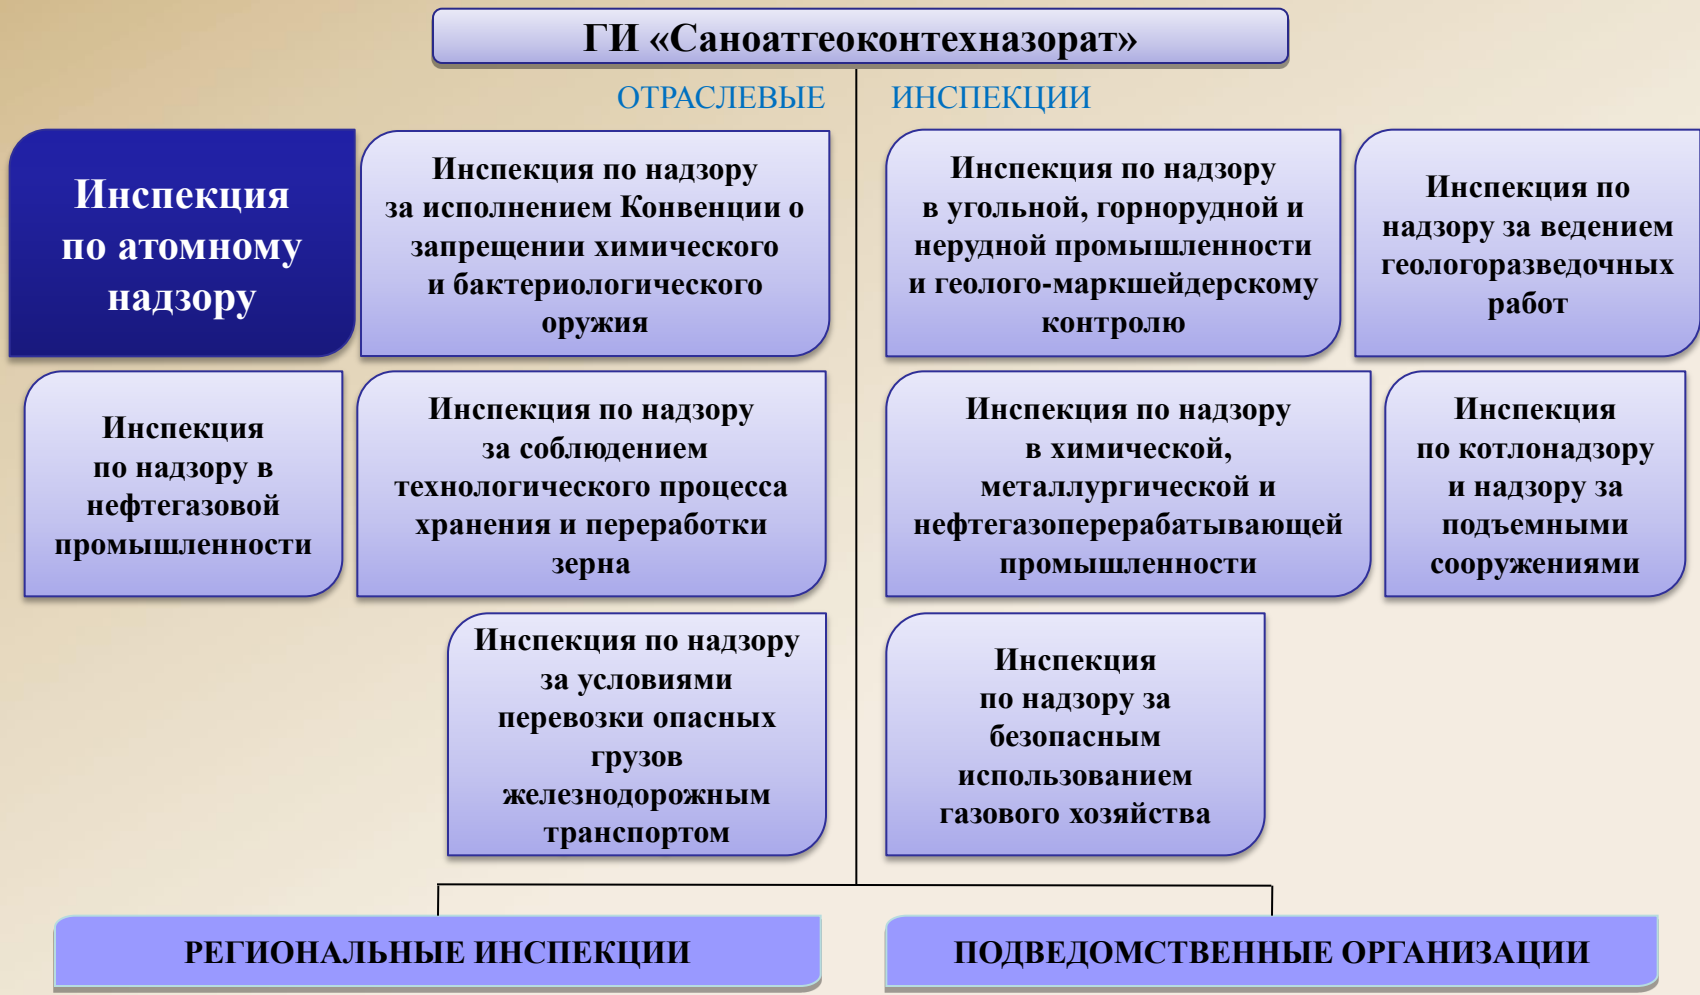 ГИ «Саноатгеоконтехназорат»
ОТРАСЛЕВЫЕ ИНСПЕКЦИИ
Инспекция
по атомному
надзору
Инспекция по надзору
за исполнением Конвенции о
запрещении химического
и бактериологического
оружия
Инспекция по надзору
в угольной, горнорудной и
нерудной промышленности
и геолого-маркшейдерскому
контролю
Инспекция по
надзору за ведением
геологоразведочных
работ
Инспекция
по надзору в
нефтегазовой
промышленности
Инспекция по надзору
за соблюдением
технологического процесса
хранения и переработки
зерна
Инспекция по надзору
в химической,
металлургической и
нефтегазоперерабатывающей
промышленности
Инспекция
по котлонадзору
и надзору за
подъемными
сооружениями
Инспекция по надзору
за условиями
перевозки опасных
грузов
железнодорожным
транспортом
Инспекция
по надзору за
безопасным
использованием
газового хозяйства
РЕГИОНАЛЬНЫЕ ИНСПЕКЦИИ
ПОДВЕДОМСТВЕННЫЕ ОРГАНИЗАЦИИ